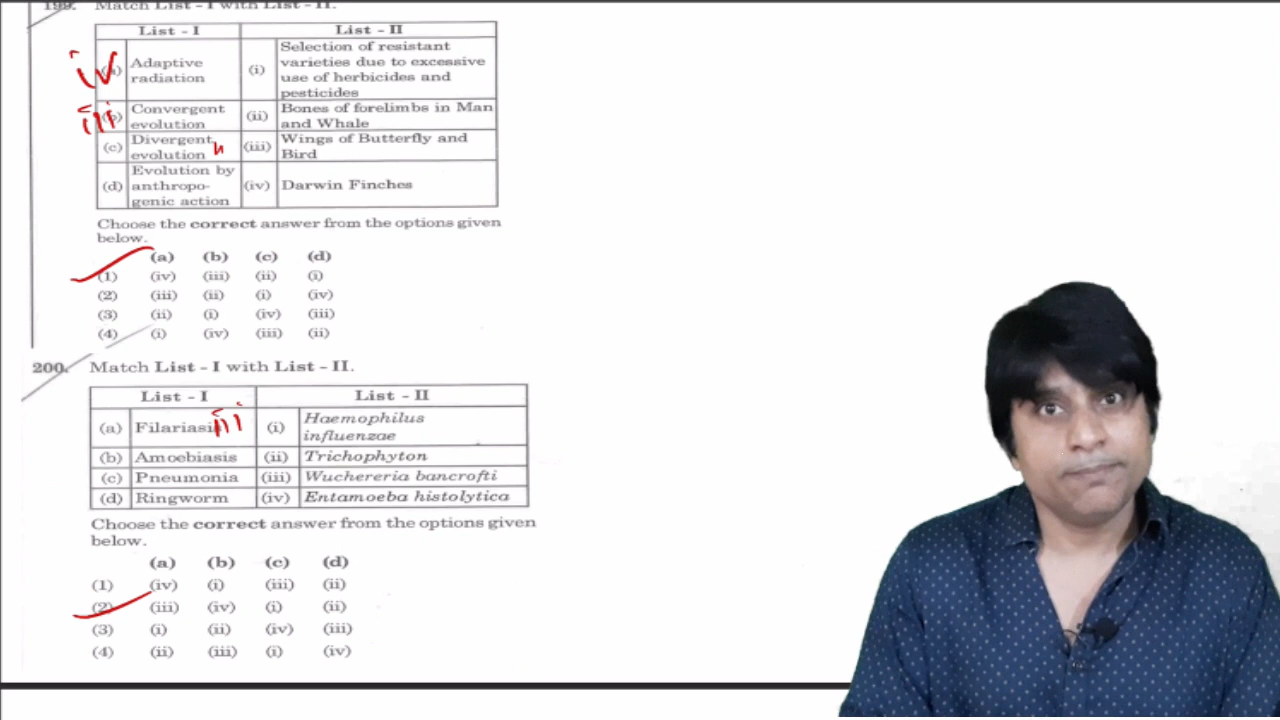 199. Match List - I with List - II.
List - I List - II
Adaptive radiation (i) Selection of resistant varieties due to excessive use of herbicides and pesticides
Convergent evolution (ii) Bones of forelimbs in Man and Whale
(c) Divergent evolution (iii) Wings of Butterfly and Bird
(d) Evolution by anthropo-genic action (iv) Darwin Finches
iv
iii
Choose the correct answer from the options given
below.
(a) (b) (c) (d)
(1) (iv) (iii) (ii) (i)
(2) (iii) (ii) (i) (iv)
(3) (ii) (i) (iv) (iii)
(4) (i) (iv) (iii) (ii)
200. Match List - I with List - II.
List - I List - II
(a) Filariasis (i) Haemophilus influenzae
iii
(b) Amoebiasis (ii) Trichophyton
(c) Pneumonia (iii) Wuchereria bancrofti
(d) Ringworm (iv) Entamoeba histolytica
Choose the correct answer from the options given
below.
(a) (b) (c) (d)
(1) (iv) (i) (iii) (ii)
(2) (iii) (iv) (i) (ii)
(3) (i) (ii) (iv) (iii)
(4) (ii) (iii) (i) (iv)